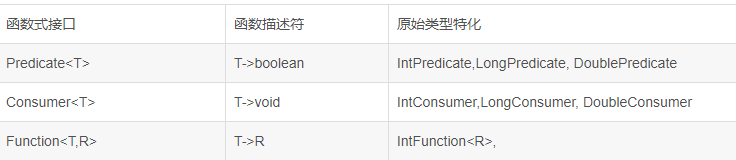 函数式接口 函数描述符 原始类型特化
Predicate<T> T->boolean IntPredicate,LongPredicate, DoublePredicate
Consumer<T> T->void IntConsumer,LongConsumer, DoubleConsumer
Function<T,R> T->R IntFunction<R>,